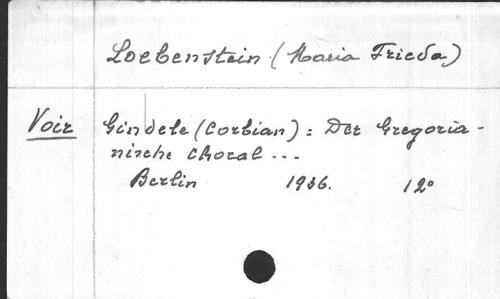 Loebenstein (Maria Frieda)
Voir Gindele (Corbian) : Der Gregoria-
nische Choral ...
Berlin 1936. 12°